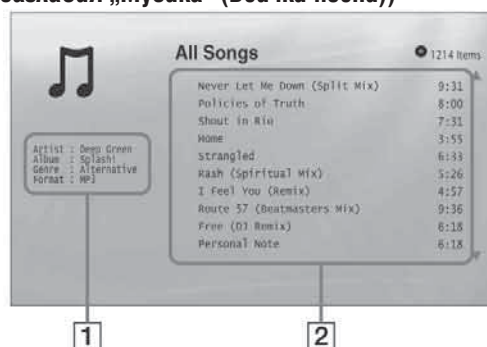 „Музика“ (Всички песни))
All Songs
1214 Items
Never Let Me Down (Split Mix) 9:31
Policies of Truth 8:00
Shout in Rio 7:31
Home 3:55
Strangled 6:33
Rash (Spiritual Mix) 5:26
I Feel You (Remix) 4:57
Route 57 (Beatmasters Mix) 9:36
Free (DJ Remix) 6:18
Personal Note 6:18
Artist : Deep Green
Album : Splash!
Genre : Alternative
Format : MP3
1
2